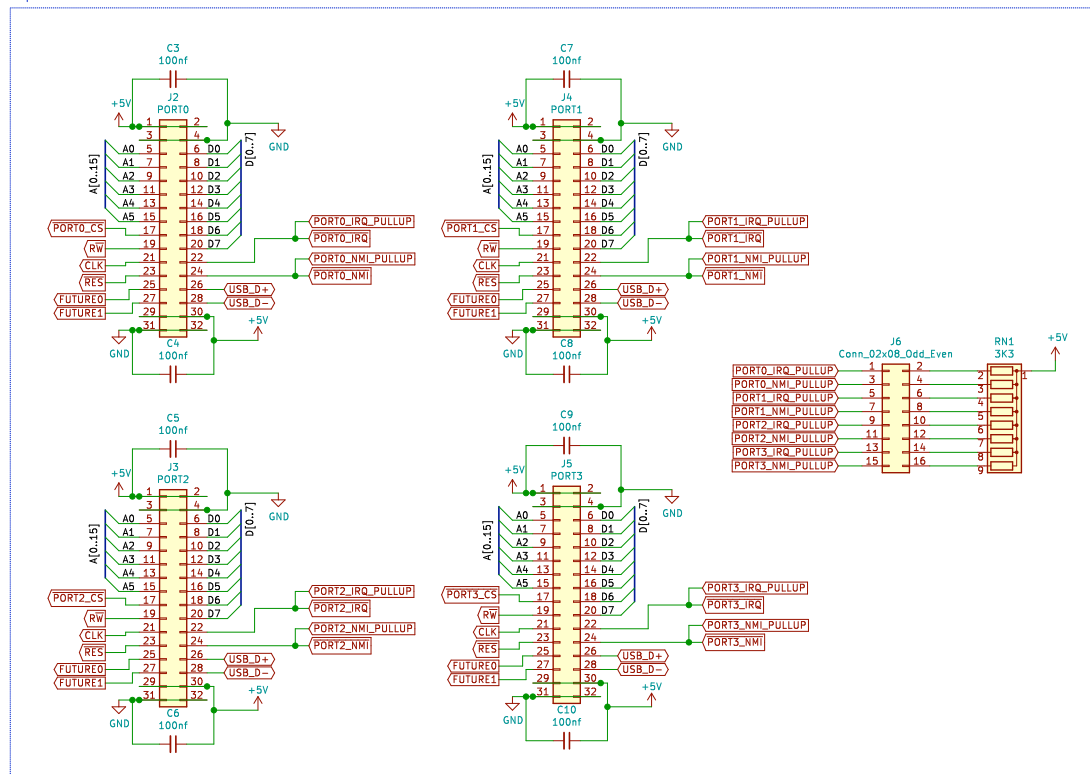 C3
100nf
+5V
J2
PORT0
GND
A[0..15]
D[0..7]
1 2
3 4
A0 5 6 D0
A1 7 8 D1
A2 9 10 D2
A3 11 12 D3
A4 13 14 D4
A5 15 16 D5
PORT0_CS 17 18 D6
RW 19 20 D7
CLK 21 22
RES 23 24
FUTURE0 25 26 USB_D+
FUTURE1 27 28 USB_D-
29 30
31 32
PORT0_IRQ_PULLUP
PORT0_IRQ
PORT0_NMI_PULLUP
PORT0_NMI
GND
+5V
C4
100nf
C7
100nf
+5V
J4
PORT1
GND
A[0..15]
D[0..7]
1 2
3 4
A0 5 6 D0
A1 7 8 D1
A2 9 10 D2
A3 11 12 D3
A4 13 14 D4
A5 15 16 D5
PORT1_CS 17 18 D6
RW 19 20 D7
CLK 21 22
RES 23 24
FUTURE0 25 26 USB_D+
FUTURE1 27 28 USB_D-
29 30
31 32
PORT1_IRQ_PULLUP
PORT1_IRQ
PORT1_NMI_PULLUP
PORT1_NMI
GND
+5V
C8
100nf
J6
Conn_02x08_Odd_Even
RN1
3K3
+5V
PORT0_IRQ_PULLUP 1 2 2 1
PORT0_NMI_PULLUP 3 4 3
PORT1_IRQ_PULLUP 5 6 4
PORT1_NMI_PULLUP 7 8 5
PORT2_IRQ_PULLUP 9 10 6
PORT2_NMI_PULLUP 11 12 7
PORT3_IRQ_PULLUP 13 14 8
PORT3_NMI_PULLUP 15 16 9
C5
100nf
+5V
J3
PORT2
GND
A[0..15]
D[0..7]
1 2
3 4
A0 5 6 D0
A1 7 8 D1
A2 9 10 D2
A3 11 12 D3
A4 13 14 D4
A5 15 16 D5
PORT2_CS 17 18 D6
RW 19 20 D7
CLK 21 22
RES 23 24
FUTURE0 25 26 USB_D+
FUTURE1 27 28 USB_D-
29 30
31 32
PORT2_IRQ_PULLUP
PORT2_IRQ
PORT2_NMI_PULLUP
PORT2_NMI
GND
+5V
C6
100nf
C9
100nf
+5V
J5
PORT3
GND
A[0..15]
D[0..7]
1 2
3 4
A0 5 6 D0
A1 7 8 D1
A2 9 10 D2
A3 11 12 D3
A4 13 14 D4
A5 15 16 D5
PORT3_CS 17 18 D6
RW 19 20 D7
CLK 21 22
RES 23 24
FUTURE0 25 26 USB_D+
FUTURE1 27 28 USB_D-
29 30
31 32
PORT3_IRQ_PULLUP
PORT3_IRQ
PORT3_NMI_PULLUP
PORT3_NMI
GND
+5V
C10
100nf